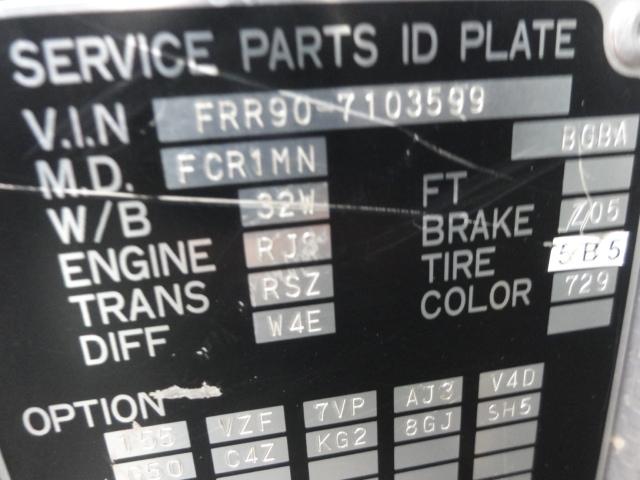 SERVICE PARTS ID PLATE
V.I.N FRR90-7103599
M.D. FCR1MN BGBA
W/B 32W FT
ENGINE BRAKE Z05
TRANS RSZ TIRE 5B5
DIFF W4E COLOR 729
OPTION
VZF 7VP AJ3 V4D
C4Z KG2 8GJ SH5